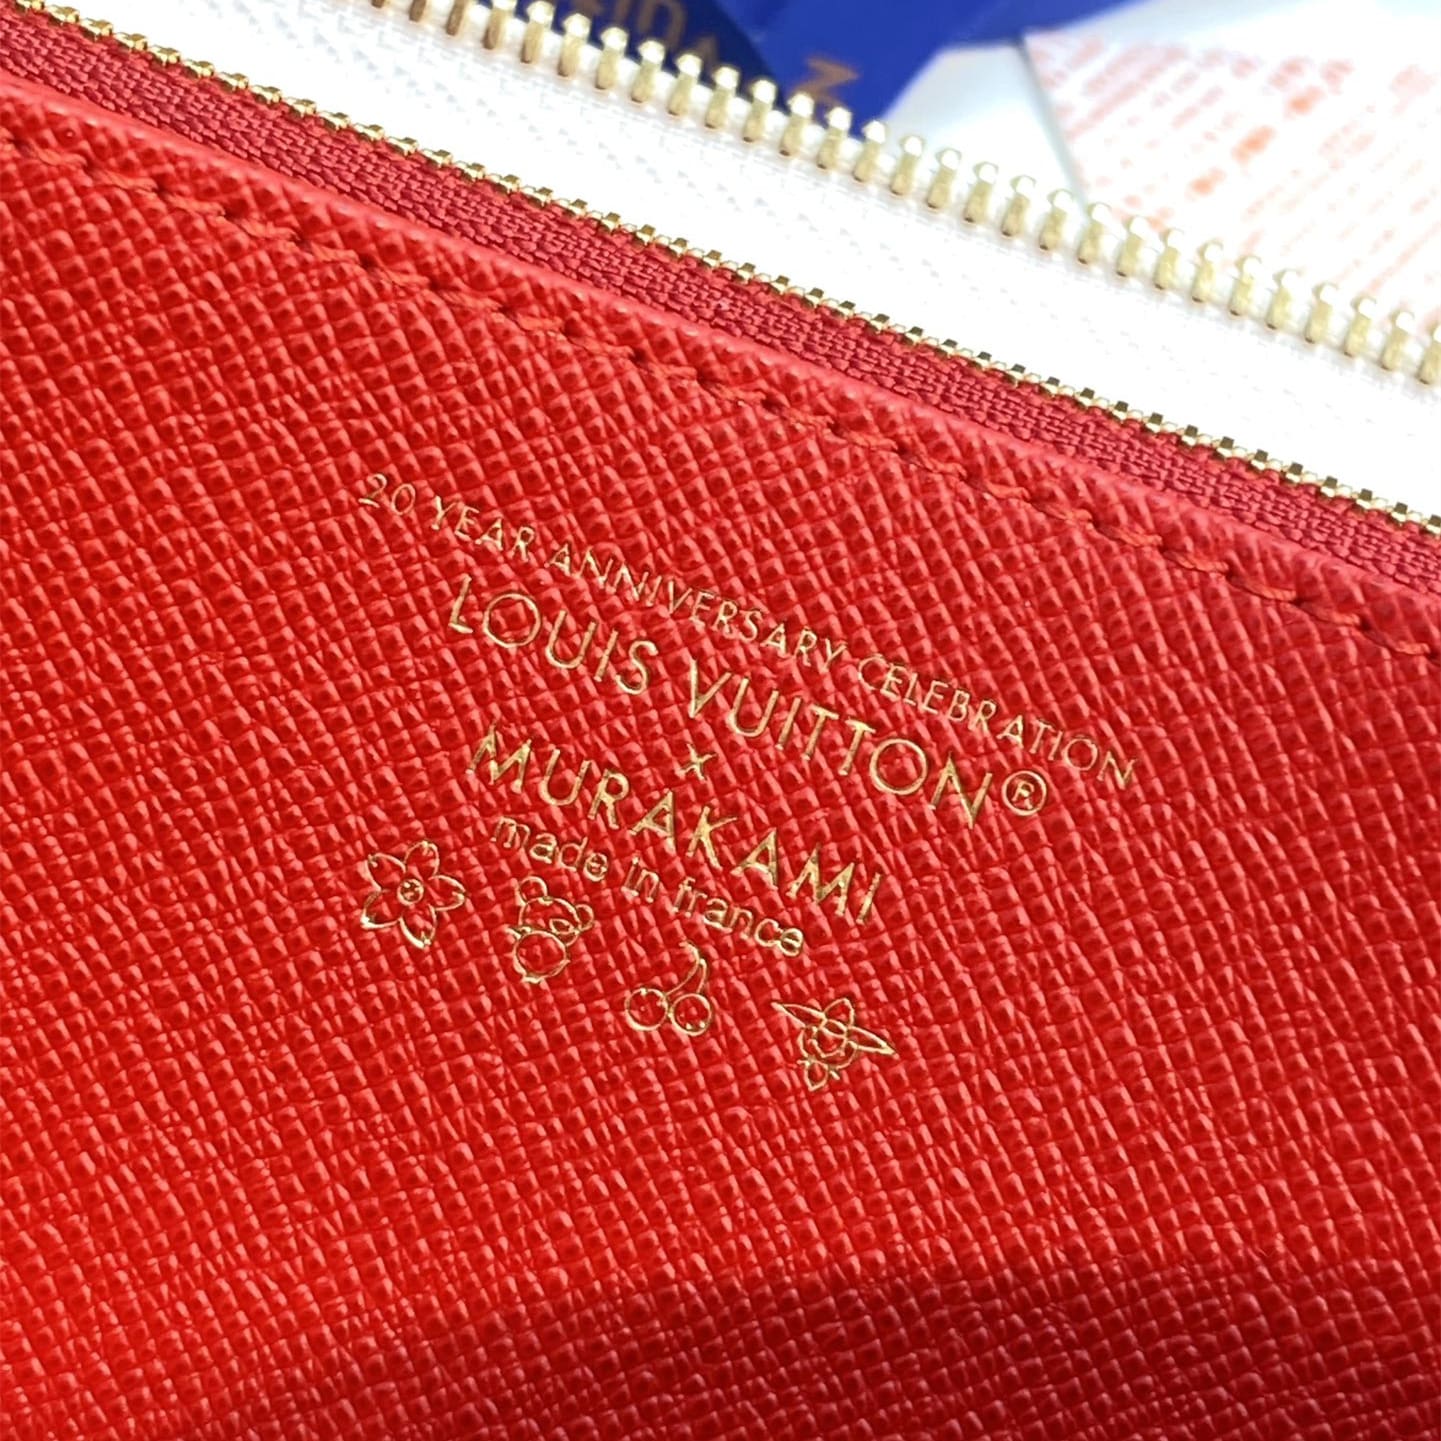 20 YEAR ANNIVERSARY CELEBRATION
LOUIS VUITTON®
x
MURAKAMI
made in france